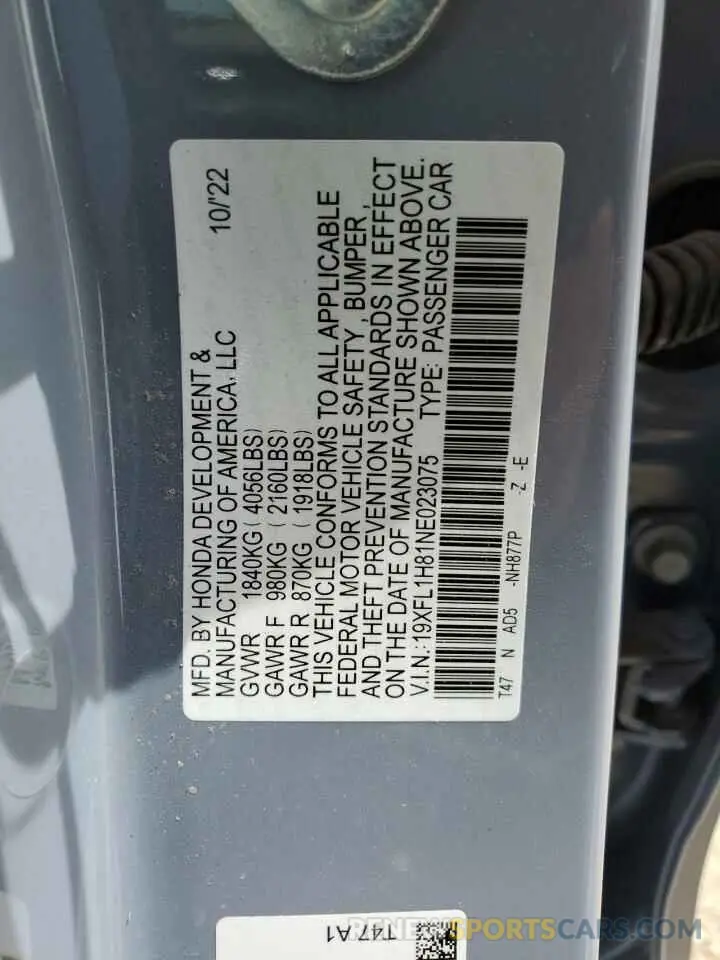 MFD. BY HONDA DEVELOPMENT & 10/'22
MANUFACTURING OF AMERICA, LLC
GVWR 1840KG (4056LBS)
GAWR F 980KG (2160LBS)
GAWR R 870KG (1918LBS)
THIS VEHICLE CONFORMS TO ALL APPLICABLE
FEDERAL MOTOR VEHICLE SAFETY, BUMPER,
AND THEFT PREVENTION STANDARDS IN EFFECT
ON THE DATE OF MANUFACTURE SHOWN ABOVE.
V.I.N.:19XFL1H81NE023075 TYPE: PASSENGER CAR
T47 N AD5 -NH877P -Z -E
T47 A1
RENEWSPORTSCARS.COM